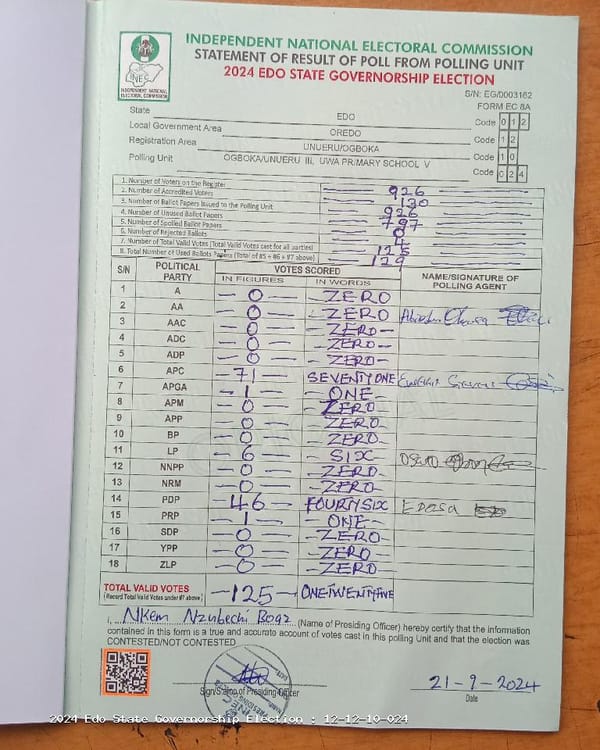 INDEPENDENT NATIONAL ELECTORAL COMMISSION
STATEMENT OF RESULT OF POLL FROM POLLING UNIT
2024 EDO STATE GOVERNORSHIP ELECTION
INEC
INDEPENDENT NATIONAL
ELECTORAL COMMISSION
S/N: EG/0003162
FORM EC 8A
State EDO Code 0 1 2
Local Government Area OREDO Code 1 2
Registration Area UNUERU/OGBOKA Code 1 0
Polling Unit OGBOKA/UNUERU III, UWA PRIMARY SCHOOL V Code 0 2 4
1. Number of Voters on the Register 926
2. Number of Accredited Voters 130
3. Number of Ballot Papers Issued to the Polling Unit 926
4. Number of Unused Ballot Papers 797
5. Number of Spoiled Ballot Papers 0
6. Number of Rejected Ballots 4
7. Number of Total Valid Votes (Total Valid Votes cast for all parties) 125
8. Total Number of Used Ballots Papers (Total of #5 + #6 + #7 above) 129
S/N POLITICAL PARTY VOTES SCORED NAME/SIGNATURE OF POLLING AGENT
IN FIGURES IN WORDS
1 A - 0 - - ZERO
2 AA - 0 - - ZERO
3 AAC - 0 - - ZERO -
4 ADC - 0 - - ZERO -
5 ADP - 0 - - ZERO -
6 APC - 71 - SEVENTY ONE
7 APGA - 1 - - ONE -
8 APM - 0 - ZERO
9 APP - 0 - - ZERO
10 BP - 0 - - ZERO
11 LP - 6 - - SIX
12 NNPP - 0 - - ZERO -
13 NRM - 0 - - ZERO -
14 PDP - 46 - FOURTY SIX
15 PRP - 1 - - ONE -
16 SDP - 0 - - ZERO
17 YPP - 0 - - ZERO -
18 ZLP - 0 - - ZERO
TOTAL VALID VOTES - 125 - ONE TWENTY FIVE
(Record Total Valid Votes under #7 above)
I, Nkem Nzubechi (Name of Presiding Officer) hereby certify that the information
contained in this form is a true and accurate account of votes cast in this polling Unit and that the election was
CONTESTED/NOT CONTESTED
Sign/Stamp of Presiding Officer
21-9-2024
Date
2024 Edo State Governorship Election : 12-12-10-024